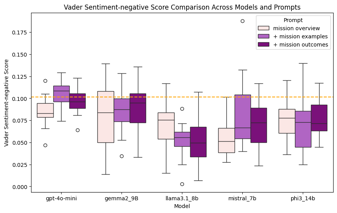 Vader Sentiment-negative Score Comparison Across Models and Prompts
Prompt
mission overview
+ mission examples
+ mission outcomes
Vader Sentiment-negative Score
0.175
0.150
0.125
0.100
0.075
0.050
0.025
0.000
gpt-4o-mini
gemma2_9B
llama3.1_8b
mistral_7b
phi3_14b
Model